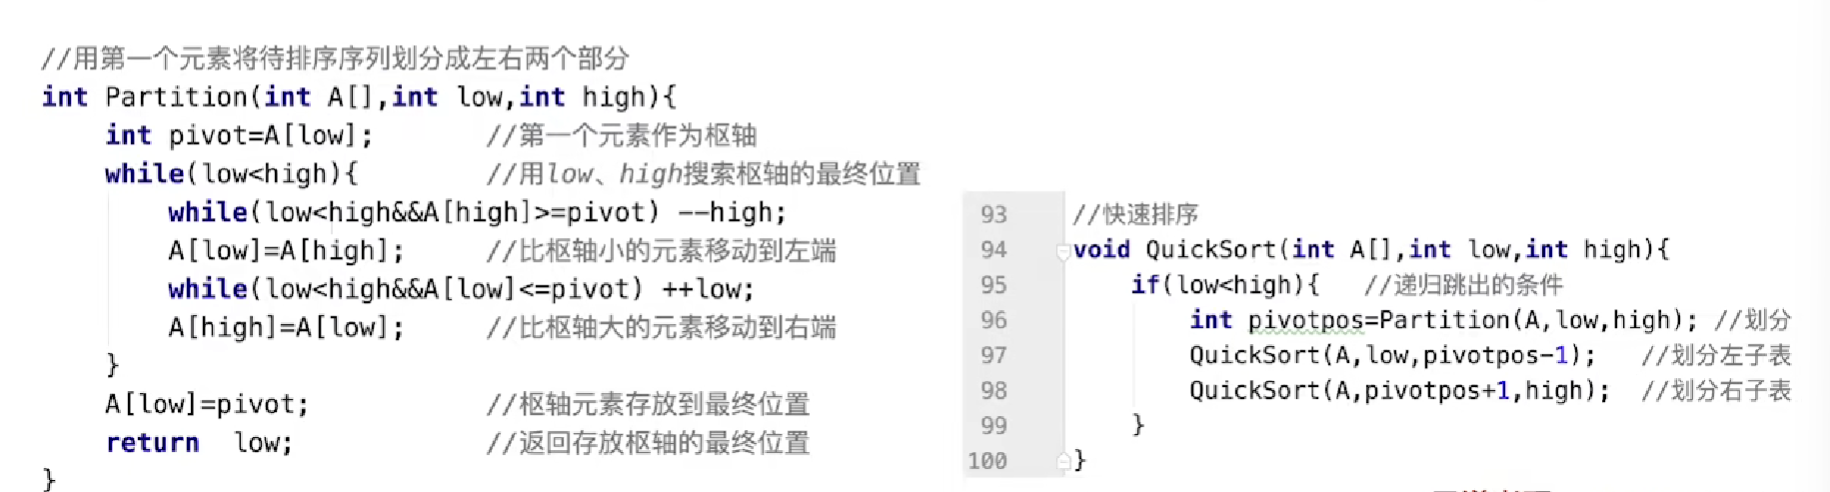 //用第一个元素将待排序序列划分成左右两个部分
int Partition(int A[],int low,int high){
    int pivot=A[low];       //第一个元素作为枢轴
    while(low<high){        //用low、high搜索枢轴的最终位置
        while(low<high&&A[high]>=pivot) --high;
        A[low]=A[high];     //比枢轴小的元素移动到左端
        while(low<high&&A[low]<=pivot) ++low;
        A[high]=A[low];     //比枢轴大的元素移动到右端
    }
    A[low]=pivot;           //枢轴元素存放到最终位置
    return  low;            //返回存放枢轴的最终位置
}
93 //快速排序
94 void QuickSort(int A[],int low,int high){
95     if(low<high){   //递归跳出的条件
96         int pivotpos=Partition(A,low,high); //划分
97         QuickSort(A,low,pivotpos-1);   //划分左子表
98         QuickSort(A,pivotpos+1,high);  //划分右子表
99     }
100 }